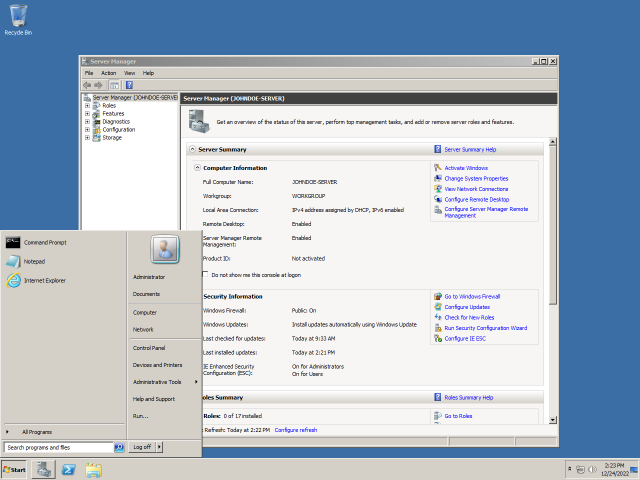 Recycle Bin
Server Manager
File Action View Help
Server Manager (JOHNDOE-SERVER
Roles
Features
Diagnostics
Configuration
Storage
Server Manager (JOHNDOE-SERVER)
Get an overview of the status of this server, perform top management tasks, and add or remove server roles and features.
Server Summary
Server Summary Help
Computer Information
Full Computer Name: JOHNDOE-SERVER
Workgroup: WORKGROUP
Local Area Connection: IPv4 address assigned by DHCP, IPv6 enabled
Remote Desktop: Enabled
Server Manager Remote Management: Enabled
Product ID: Not activated
Do not show me this console at logon
Activate Windows
Change System Properties
View Network Connections
Configure Remote Desktop
Configure Server Manager Remote
Management
Security Information
Windows Firewall: Public: On
Windows Updates: Install updates automatically using Windows Update
Last checked for updates: Today at 9:33 AM
Last installed updates: Today at 2:21 PM
IE Enhanced Security Configuration (ESC): On for Administrators
On for Users
Go to Windows Firewall
Configure Updates
Check for New Roles
Run Security Configuration Wizard
Configure IE ESC
oles Summary
Roles Summary Help
Roles: 0 of 17 installed
Go to Roles
Refresh: Today at 2:22 PM Configure refresh
Command Prompt
Notepad
Internet Explorer
All Programs
Search programs and files
Administrator
Documents
Computer
Network
Control Panel
Devices and Printers
Administrative Tools
Help and Support
Run...
Log off
Start
2:23 PM
12/24/2022